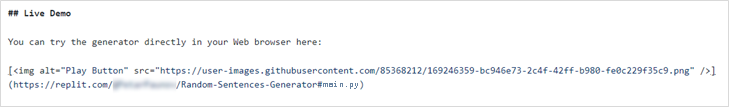 ## Live Demo
You can try the generator directly in your Web browser here:
[<img alt="Play Button" src="https://user-images.githubusercontent.com/85368212/169246359-bc946e73-2c4f-42ff-b980-fe0c229f35c9.png" />]
(https://replit.com/ /Random-Sentences-Generator#main.py)